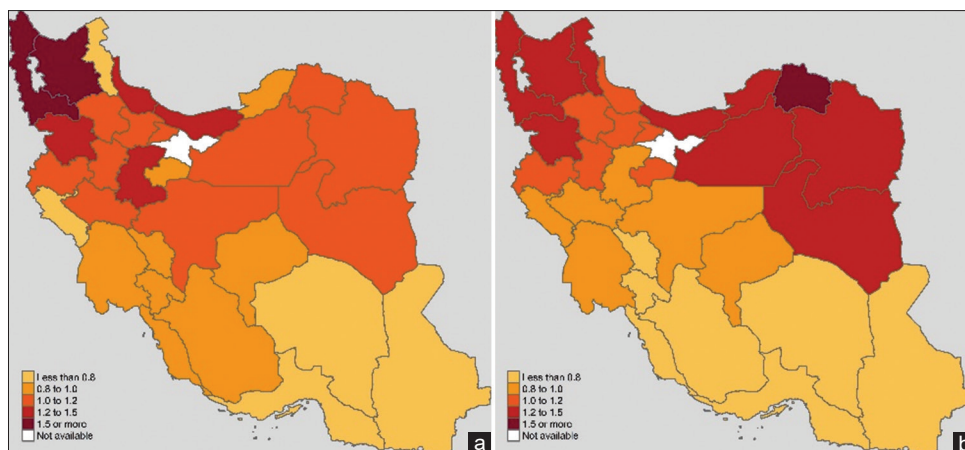 Less than 0.8
0.8 to 1.0
1.0 to 1.2
1.2 to 1.5
1.5 or more
Not available
a
Less than 0.8
0.8 to 1.0
1.0 to 1.2
1.2 to 1.5
1.5 or more
Not available
b